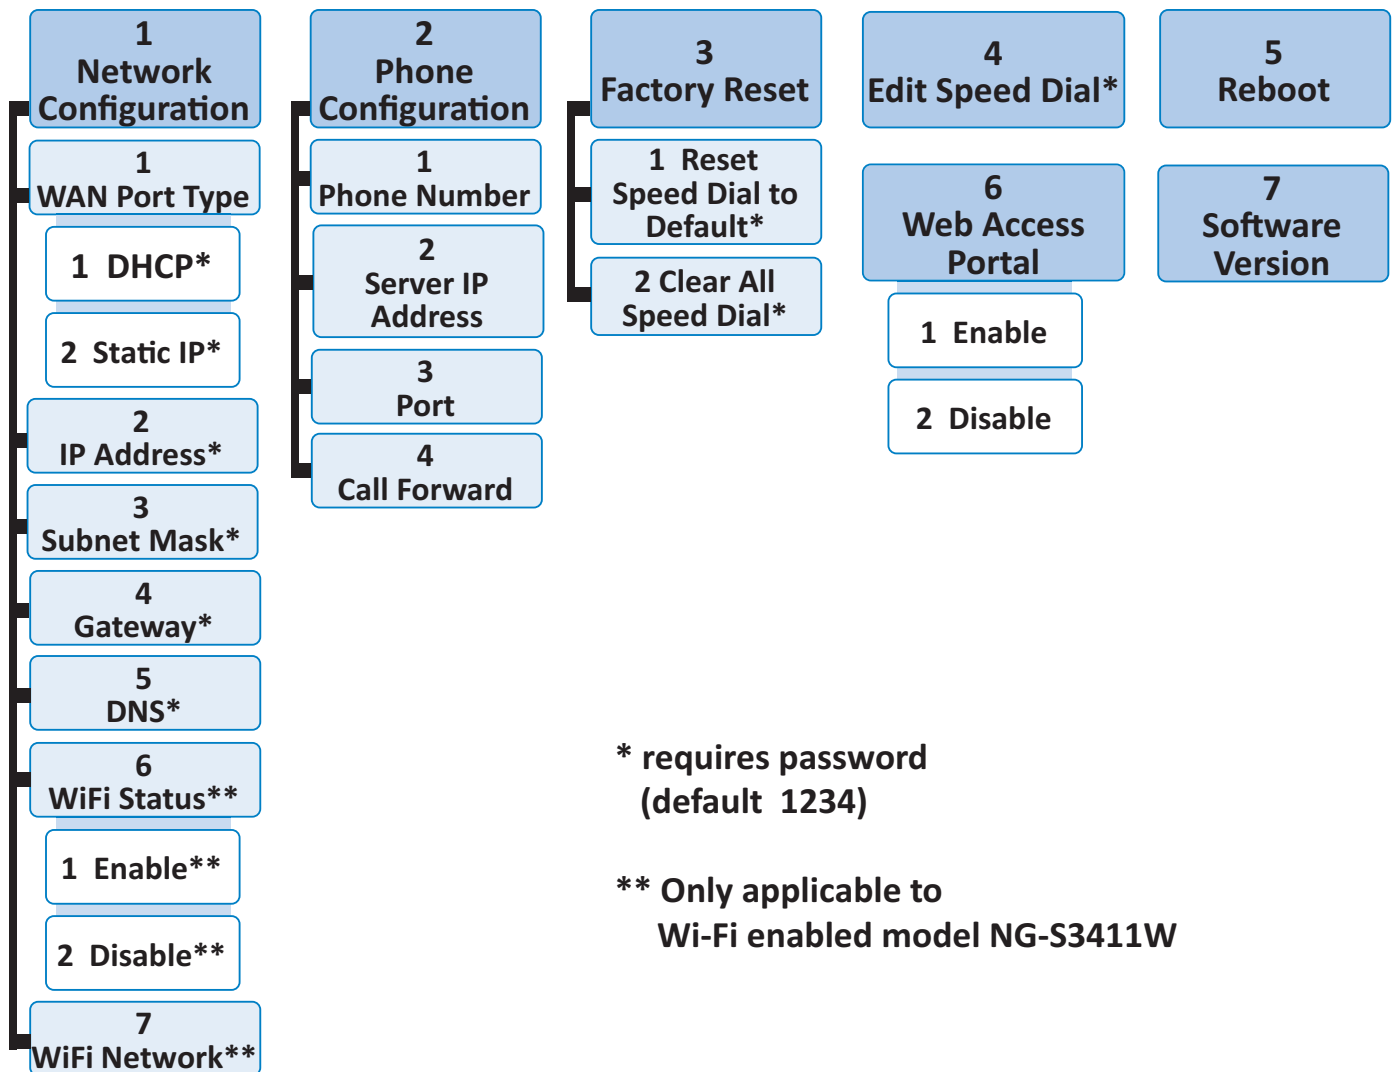 1
Network
Configuration
1
WAN Port Type
1 DHCP*
2 Static IP*
2
IP Address*
3
Subnet Mask*
4
Gateway*
5
DNS*
6
WiFi Status**
1 Enable**
2 Disable**
7
WiFi Network**
2
Phone
Configuration
1
Phone Number
2
Server IP
Address
3
Port
4
Call Forward
3
Factory Reset
1 Reset
Speed Dial to
Default*
2 Clear All
Speed Dial*
4
Edit Speed Dial*
5
Reboot
6
Web Access
Portal
1 Enable
2 Disable
7
Software
Version
* requires password
(default 1234)
** Only applicable to
Wi-Fi enabled model NG-S3411W